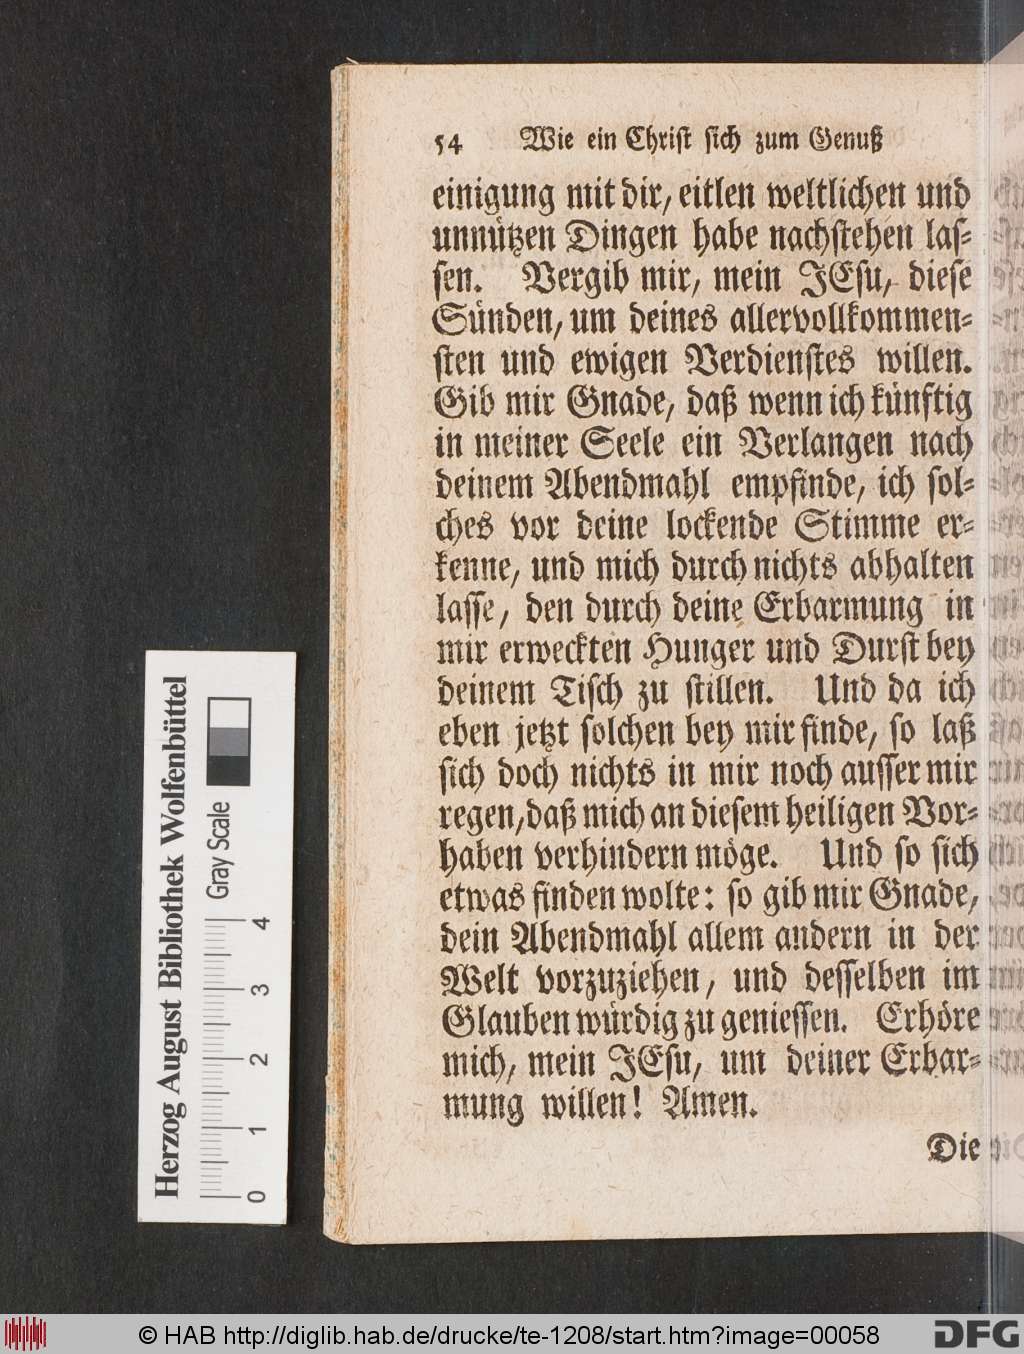 54 Wie ein Christ sich zum Genuß
einigung mit dir, eitlen weltlichen und
unnützen Dingen habe nachstehen las-
sen. Vergib mir, mein JEsu, diese
Sünden, um deines allervollkommen-
sten und ewigen Verdienstes willen.
Gib mir Gnade, daß wenn ich künftig
in meiner Seele ein Verlangen nach
deinem Abendmahl empfinde, ich sol-
ches vor deine lockende Stimme er-
kenne, und mich durch nichts abhalten
lasse, den durch deine Erbarmung in
mir erweckten Hunger und Durst bey
deinem Tisch zu stillen. Und da ich
eben jetzt solchen bey mir finde, so laß
sich doch nichts in mir noch ausser mir
regen, daß mich an diesem heiligen Vor-
haben verhindern möge. Und so sich
etwas finden wolte: so gib mir Gnade,
dein Abendmahl allem andern in der
Welt vorzuziehen, und desselben im
Glauben würdig zu geniessen. Erhöre
mich, mein JEsu, um deiner Erbar-
mung willen! Amen.
Die
Herzog August Bibliothek Wolfenbüttel
Gray Scale
0 1 2 3 4
© HAB http://diglib.hab.de/drucke/te-1208/start.htm?image=00058
DFG